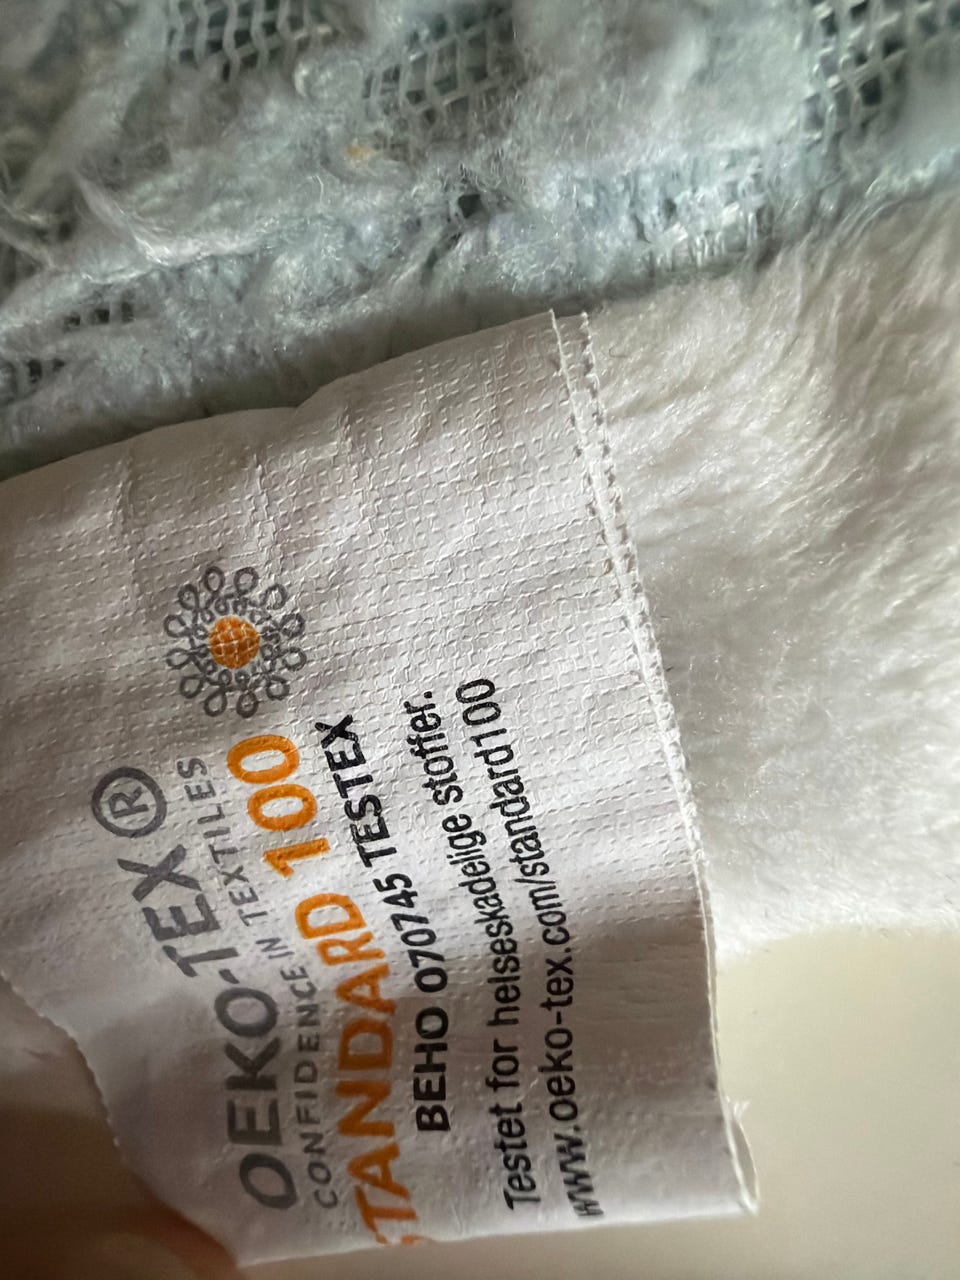 OEKO-TEX®
CONFIDENCE IN TEXTILES
STANDARD 100
BEHO 070745 TESTEX
Testet for helseskadelige stoffer.
www.oeko-tex.com/standard100